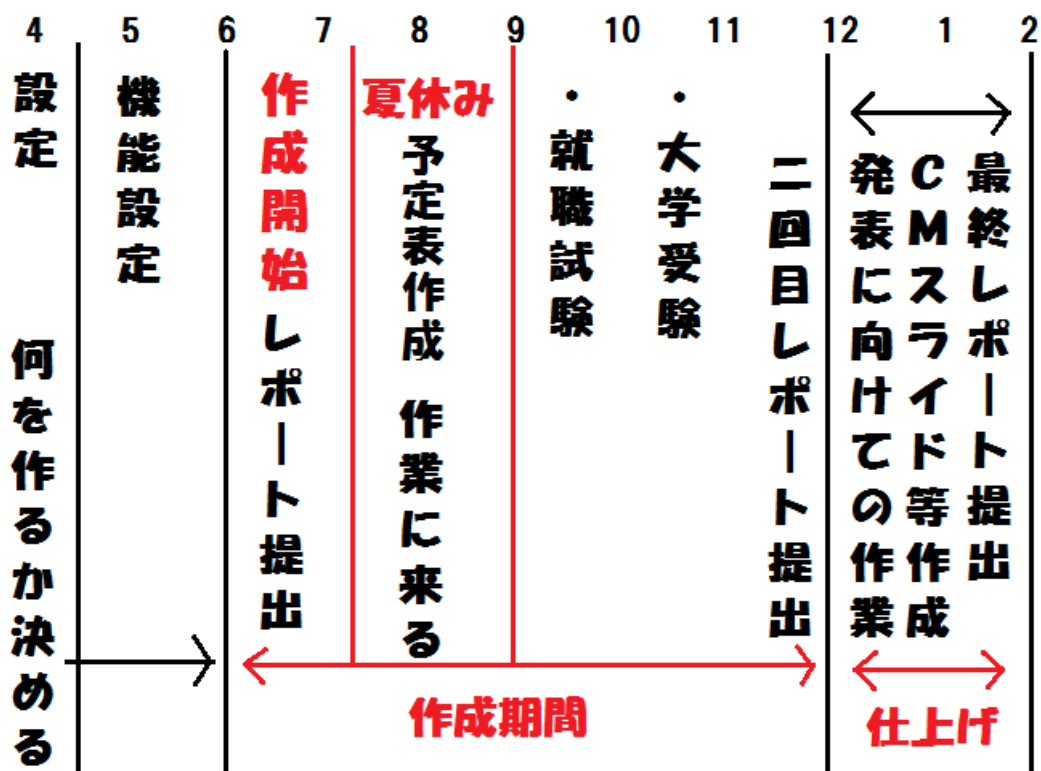 4 5 6 7 8 9 10 11 12 1 2
設定 何を作るか決める
機能設定
作成開始レポート提出
夏休み
予定表作成 作業に来る
・就職試験
・大学受験
二回目レポート提出
発表に向けての作業
CMスライド等作成
最終レポート提出
作成期間
仕上げ